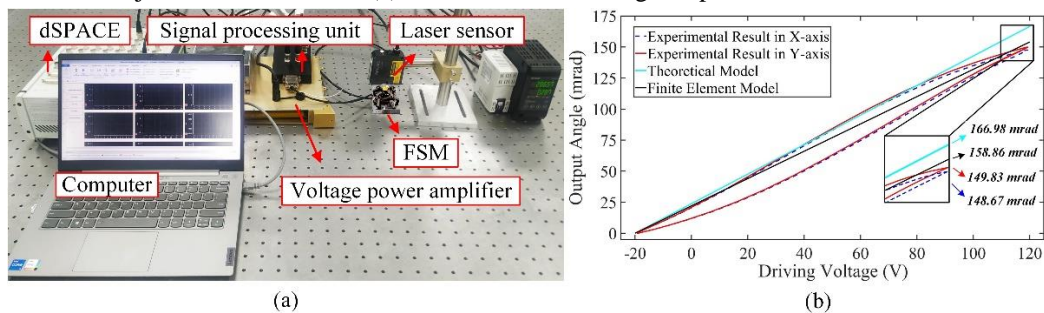 dSPACE
Signal processing unit
Laser sensor
FSM
Voltage power amplifier
Computer
(a)
Output Angle (mrad)
175
150
125
100
75
50
25
0
-20
0
20
40
60
80
100
120
Driving Voltage (V)
Experimental Result in X-axis
Experimental Result in Y-axis
Theoretical Model
Finite Element Model
166.98 mrad
158.86 mrad
149.83 mrad
148.67 mrad
(b)